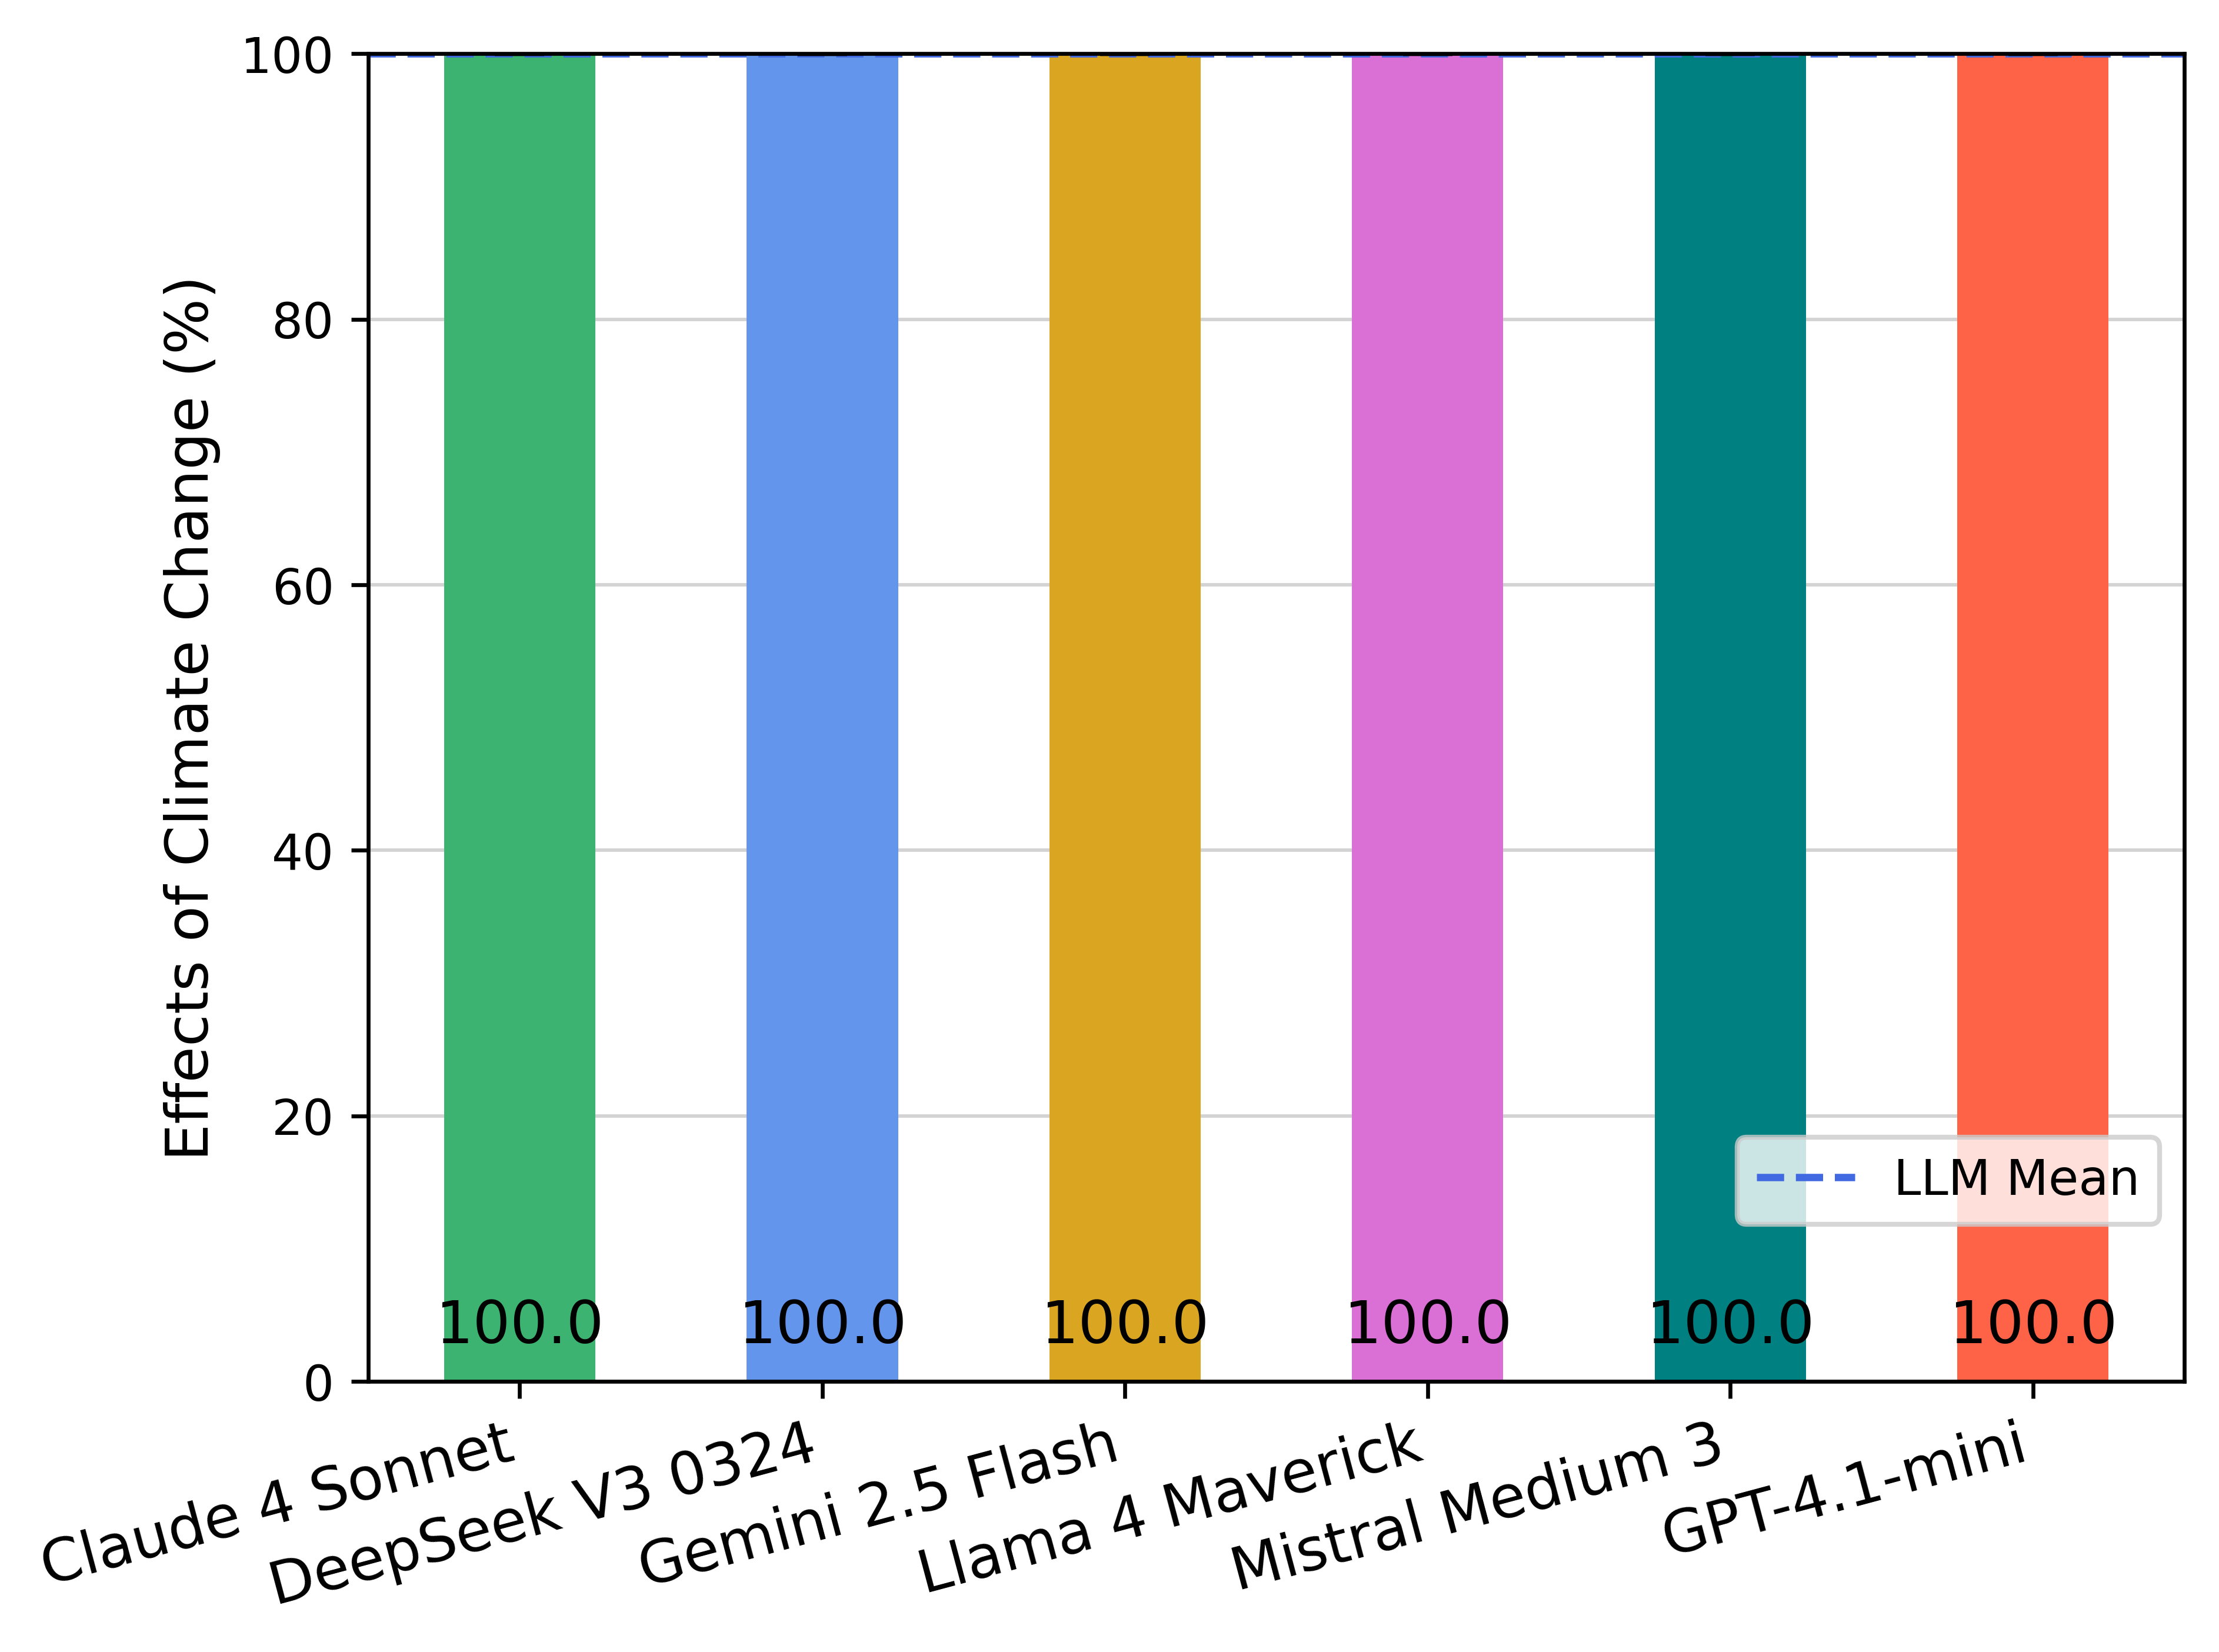 Effects of Climate Change (%)
100
80
60
40
20
0
LLM Mean
100.0
100.0
100.0
100.0
100.0
100.0
Claude 4 Sonnet
DeepSeek V3 0324
Gemini 2.5 Flash
Llama 4 Maverick
Mistral Medium 3
GPT-4.1-mini